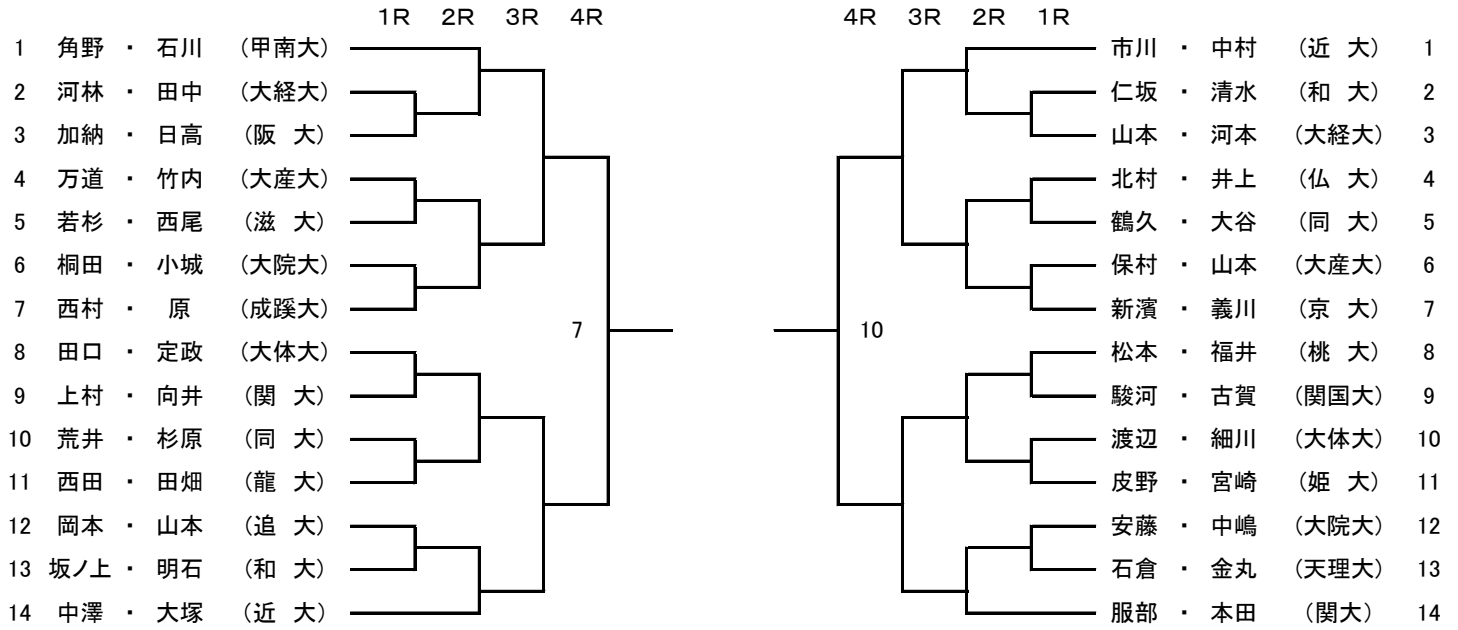 1R 2R 3R 4R 4R 3R 2R 1R
1 角野 ・ 石川 （甲南大） 市川 ・ 中村 （近 大） 1
2 河林 ・ 田中 （大経大） 仁坂 ・ 清水 （和 大） 2
3 加納 ・ 日高 （阪 大） 山本 ・ 河本 （大経大） 3
4 万道 ・ 竹内 （大産大） 北村 ・ 井上 （仏 大） 4
5 若杉 ・ 西尾 （滋 大） 鶴久 ・ 大谷 （同 大） 5
6 桐田 ・ 小城 （大院大） 保村 ・ 山本 （大産大） 6
7 西村 ・ 原 （成蹊大） 新濱 ・ 義川 （京 大） 7
7 10
8 田口 ・ 定政 （大体大） 松本 ・ 福井 （桃 大） 8
9 上村 ・ 向井 （関 大） 駿河 ・ 古賀 （関国大） 9
10 荒井 ・ 杉原 （同 大） 渡辺 ・ 細川 （大体大） 10
11 西田 ・ 田畑 （龍 大） 皮野 ・ 宮崎 （姫 大） 11
12 岡本 ・ 山本 （追 大） 安藤 ・ 中嶋 （大院大） 12
13 坂ノ上 ・ 明石 （和 大） 石倉 ・ 金丸 （天理大） 13
14 中澤 ・ 大塚 （近 大） 服部 ・ 本田 （関大） 14